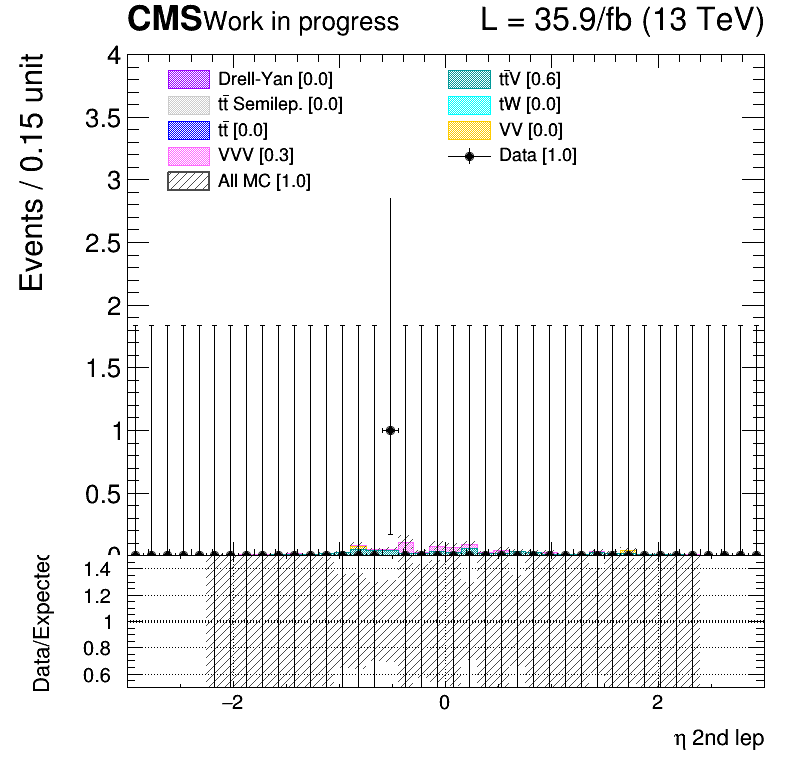 CMS Work in progress L = 35.9/fb (13 TeV)
Events / 0.15 unit
4
3.5
3
2.5
2
1.5
1
0.5
0
Drell-Yan [0.0]
tt̄ Semilep. [0.0]
tt̄ [0.0]
VVV [0.3]
All MC [1.0]
tt̄V [0.6]
tW [0.0]
VV [0.0]
Data [1.0]
Data/Expected
1.4
1.2
1
0.8
0.6
−2 0 2
η 2nd lep